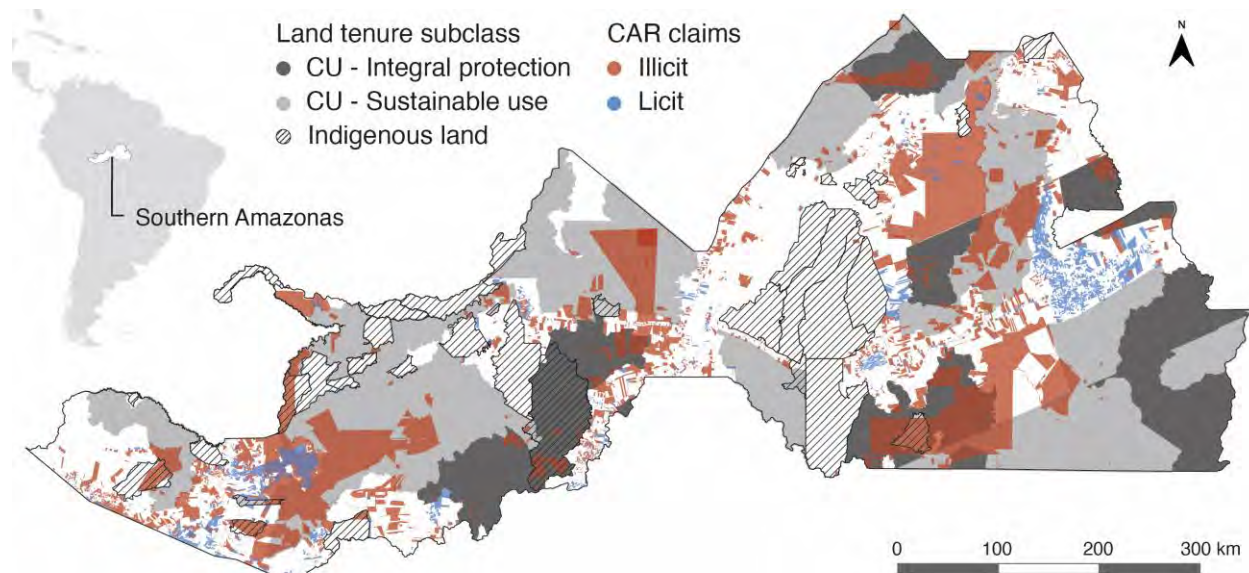 Land tenure subclass
CU - Integral protection
CU - Sustainable use
Indigenous land
CAR claims
Illicit
Licit
N
Southern Amazonas
0 100 200 300 km